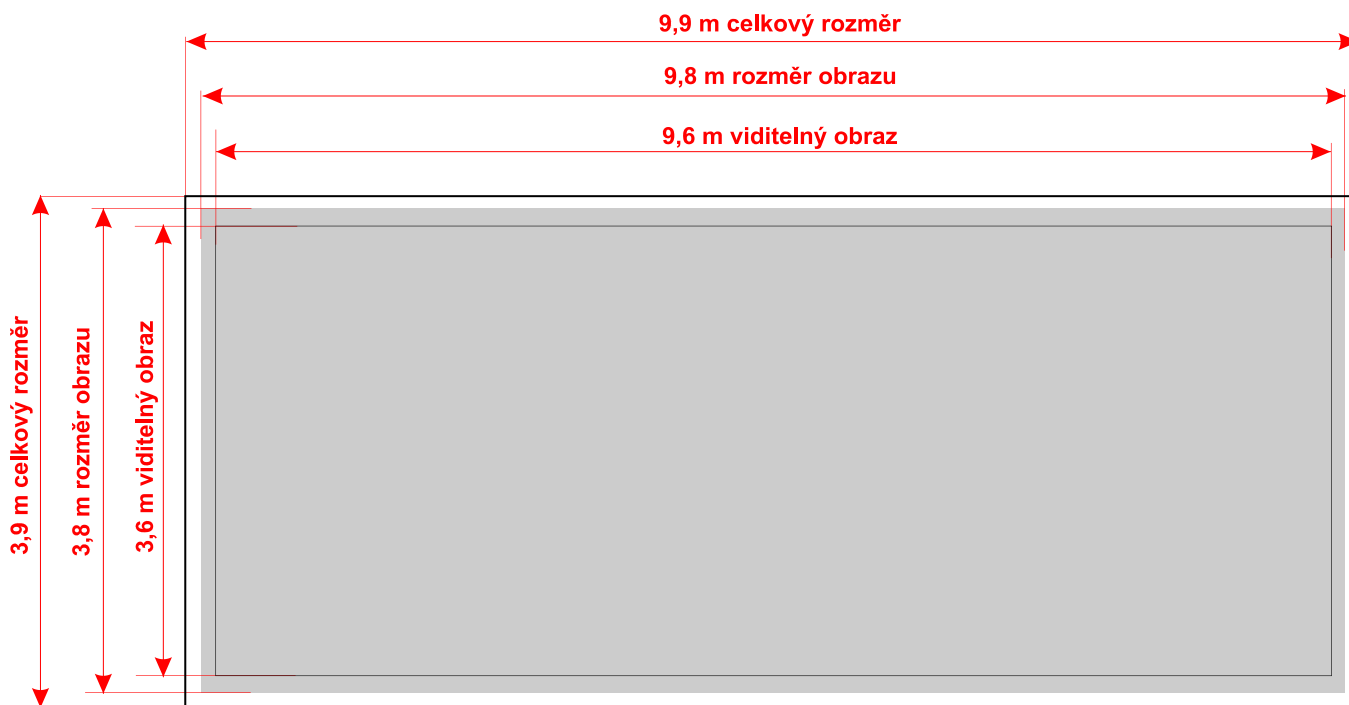 9,9 m celkový rozměr
9,8 m rozměr obrazu
9,6 m viditelný obraz
3,9 m celkový rozměr
3,8 m rozměr obrazu
3,6 m viditelný obraz